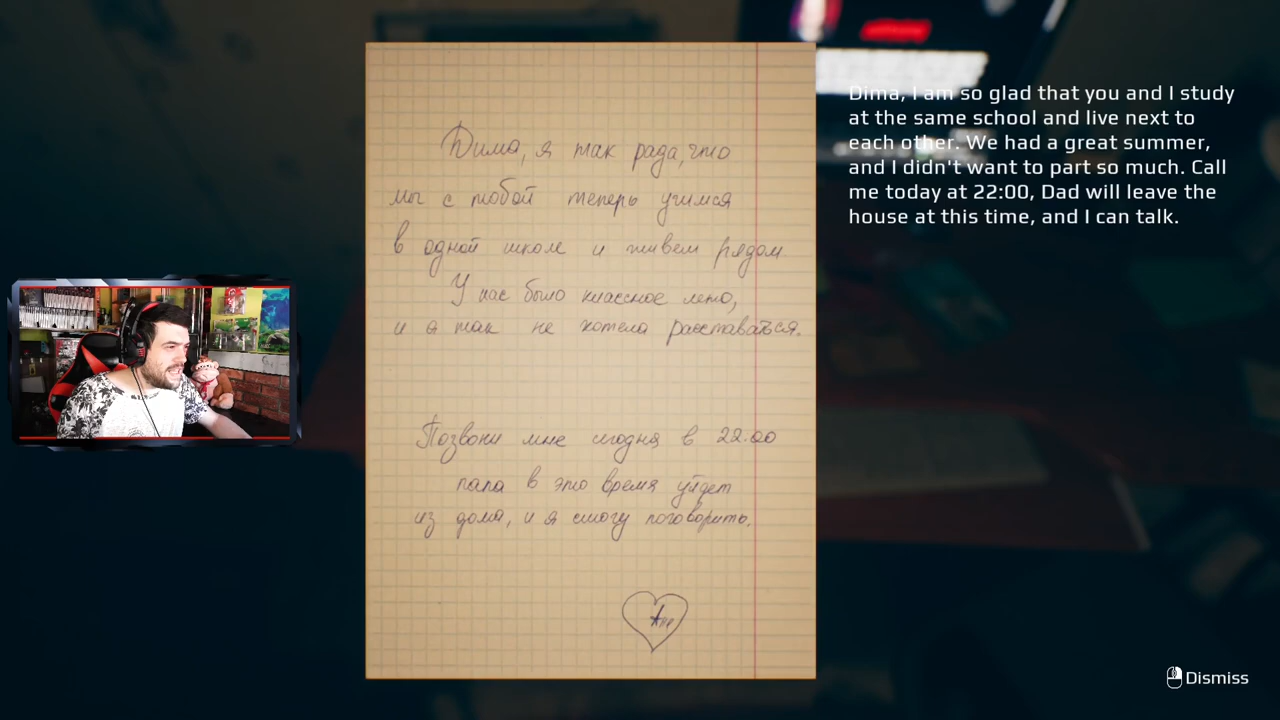 Дима, я так рада, что
мы с тобой теперь учимся
в одной школе и живем рядом.
У нас было классное лето,
и я так не хотела расставаться.
Позвони мне сегодня в 22:00
папа в это время уйдет
из дома, и я смогу поговорить.
Dima, I am so glad that you and I study
at the same school and live next to
each other. We had a great summer,
and I didn't want to part so much. Call
me today at 22:00, Dad will leave the
house at this time, and I can talk.
Dismiss